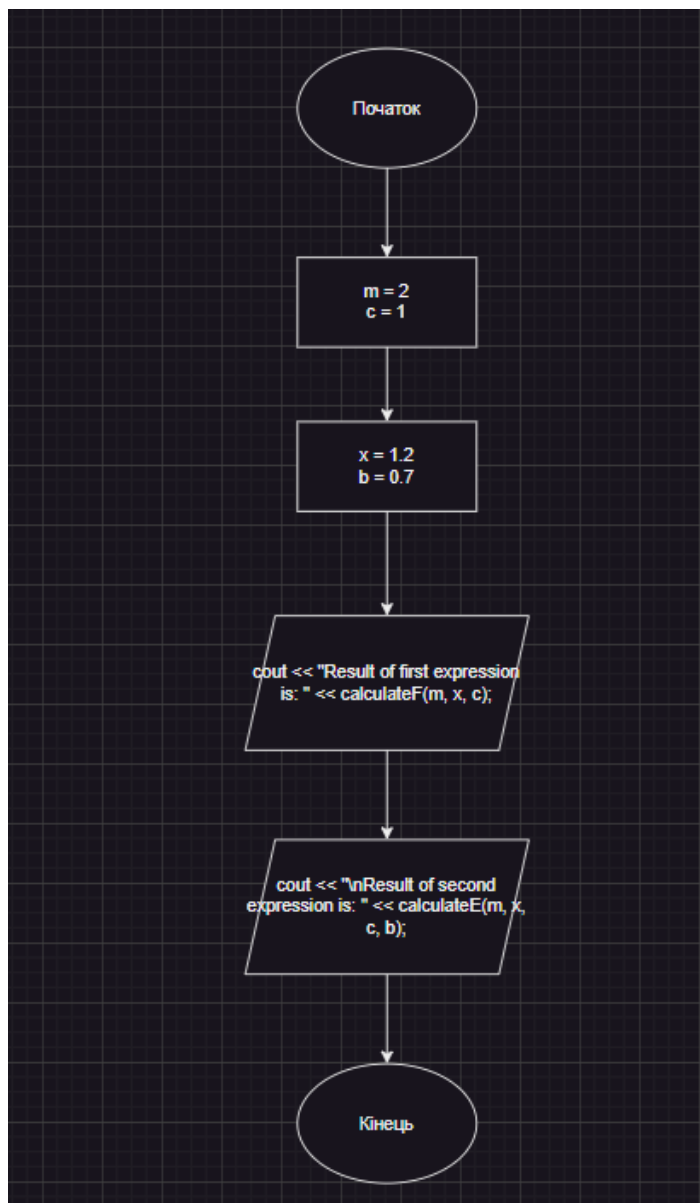 Початок
m = 2
c = 1
x = 1.2
b = 0.7
cout << "Result of first expression
is: " << calculateF(m, x, c);
cout << "\nResult of second
expression is: " << calculateE(m, x,
c, b);
Кінець